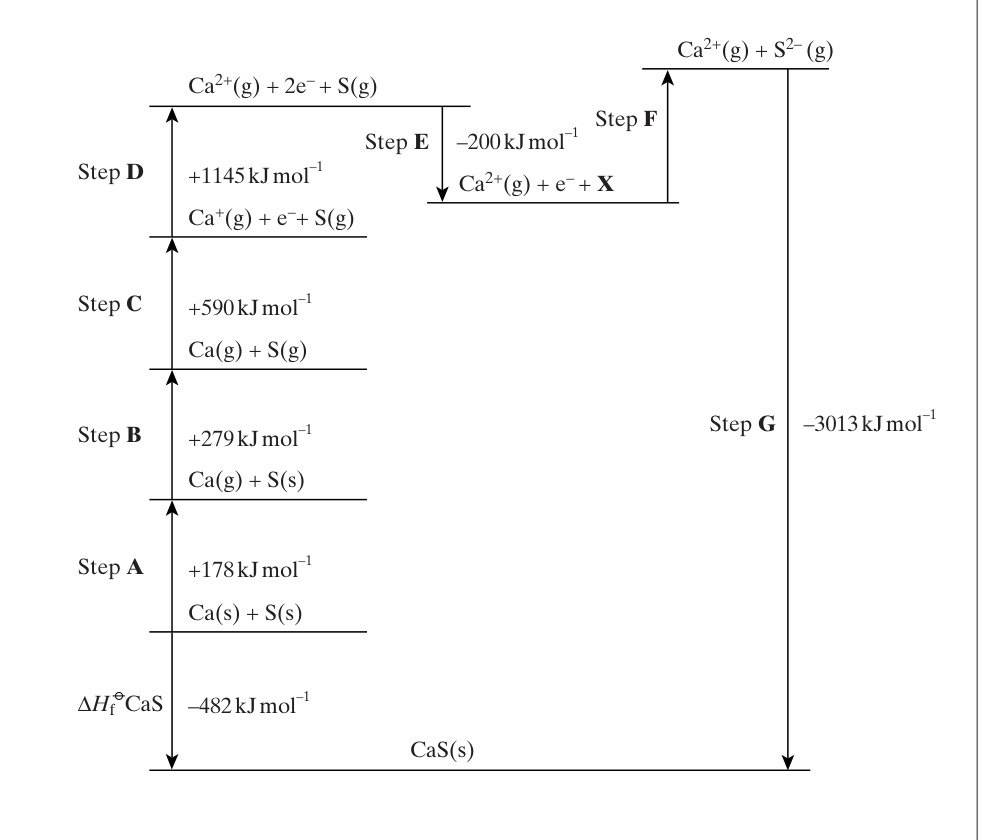 Ca²⁺(g) + S²⁻ (g)
Ca²⁺(g) + 2e⁻ + S(g)
Step F
Step E –200 kJ mol⁻¹
Step D +1145 kJ mol⁻¹
Ca²⁺(g) + e⁻ + X
Ca⁺(g) + e⁻+ S(g)
Step C +590 kJ mol⁻¹
Ca(g) + S(g)
Step G –3013 kJ mol⁻¹
Step B +279 kJ mol⁻¹
Ca(g) + S(s)
Step A +178 kJ mol⁻¹
Ca(s) + S(s)
ΔHf⦵CaS –482 kJ mol⁻¹
CaS(s)